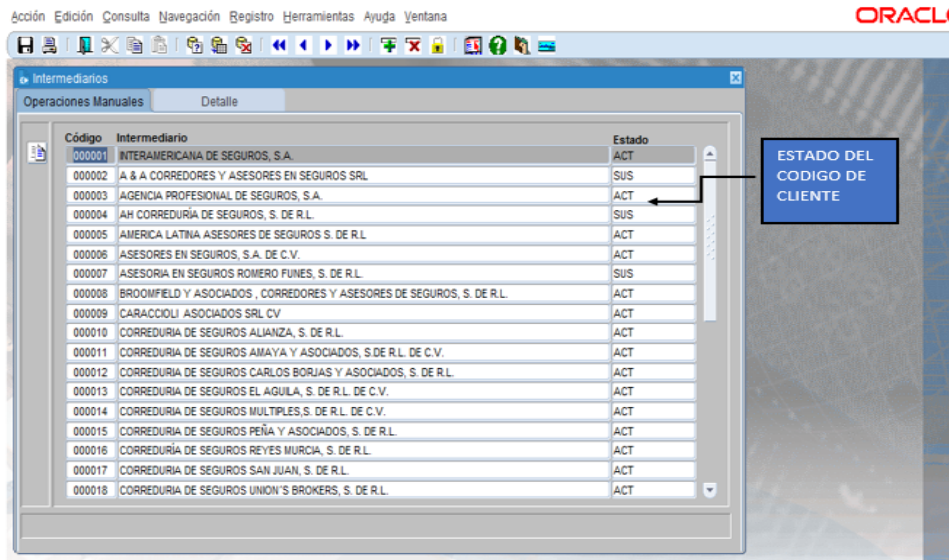 Acción Edición Consulta Navegación Registro Herramientas Ayuda Ventana
ORACL
Intermediarios
Operaciones Manuales Detalle
Código Intermediario Estado
000001 INTERAMERICANA DE SEGUROS, S.A. ACT
000002 A & A CORREDORES Y ASESORES EN SEGUROS SRL SUS
000003 AGENCIA PROFESIONAL DE SEGUROS, S.A. ACT
000004 AH CORREDURÍA DE SEGUROS, S. DE R.L. SUS
000005 AMERICA LATINA ASESORES DE SEGUROS S. DE R.L ACT
000006 ASESORES EN SEGUROS, S.A. DE C.V. ACT
000007 ASESORIA EN SEGUROS ROMERO FUNES, S. DE R.L. SUS
000008 BROOMFIELD Y ASOCIADOS , CORREDORES Y ASESORES DE SEGUROS, S. DE R.L. ACT
000009 CARACCIOLI ASOCIADOS SRL CV ACT
000010 CORREDURIA DE SEGUROS ALIANZA, S. DE R.L. ACT
000011 CORREDURIA DE SEGUROS AMAYA Y ASOCIADOS, S.DE R.L. DE C.V. ACT
000012 CORREDURIA DE SEGUROS CARLOS BORJAS Y ASOCIADOS, S. DE R.L. ACT
000013 CORREDURIA DE SEGUROS EL AGUILA, S. DE R.L. DE C.V. ACT
000014 CORREDURIA DE SEGUROS MULTIPLES,S. DE R.L. DE C.V. ACT
000015 CORREDURIA DE SEGUROS PEÑA Y ASOCIADOS, S. DE R.L. ACT
000016 CORREDURÍA DE SEGUROS REYES MURCIA, S. DE R.L. ACT
000017 CORREDURIA DE SEGUROS SAN JUAN, S. DE R.L. ACT
000018 CORREDURIA DE SEGUROS UNION´S BROKERS, S. DE R.L. ACT
ESTADO DEL
CODIGO DE
CLIENTE